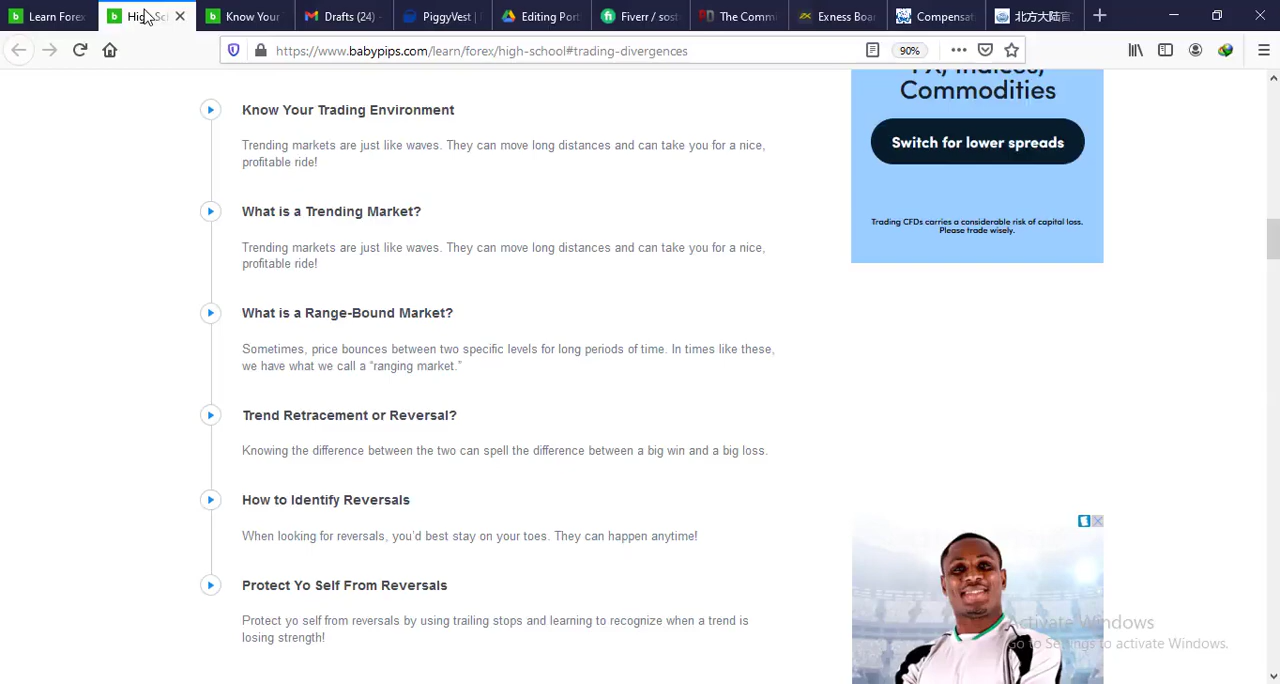 Learn Forex
High Sc
Know Your
Drafts (24) -
PiggyVest |
Editing Port
Fiverr / sost
The Comm
Exness Boa
Compensat
北方大陆官
https://www.babypips.com/learn/forex/high-school#trading-divergences
90%
FX, Indices,
Commodities
Switch for lower spreads
Trading CFDs carries a considerable risk of capital loss.
Please trade wisely.
Know Your Trading Environment
Trending markets are just like waves. They can move long distances and can take you for a nice,
profitable ride!
What is a Trending Market?
Trending markets are just like waves. They can move long distances and can take you for a nice,
profitable ride!
What is a Range-Bound Market?
Sometimes, price bounces between two specific levels for long periods of time. In times like these,
we have what we call a “ranging market.”
Trend Retracement or Reversal?
Knowing the difference between the two can spell the difference between a big win and a big loss.
How to Identify Reversals
When looking for reversals, you’d best stay on your toes. They can happen anytime!
Protect Yo Self From Reversals
Protect yo self from reversals by using trailing stops and learning to recognize when a trend is
losing strength!
Activate Windows
Go to Settings to activate Windows.